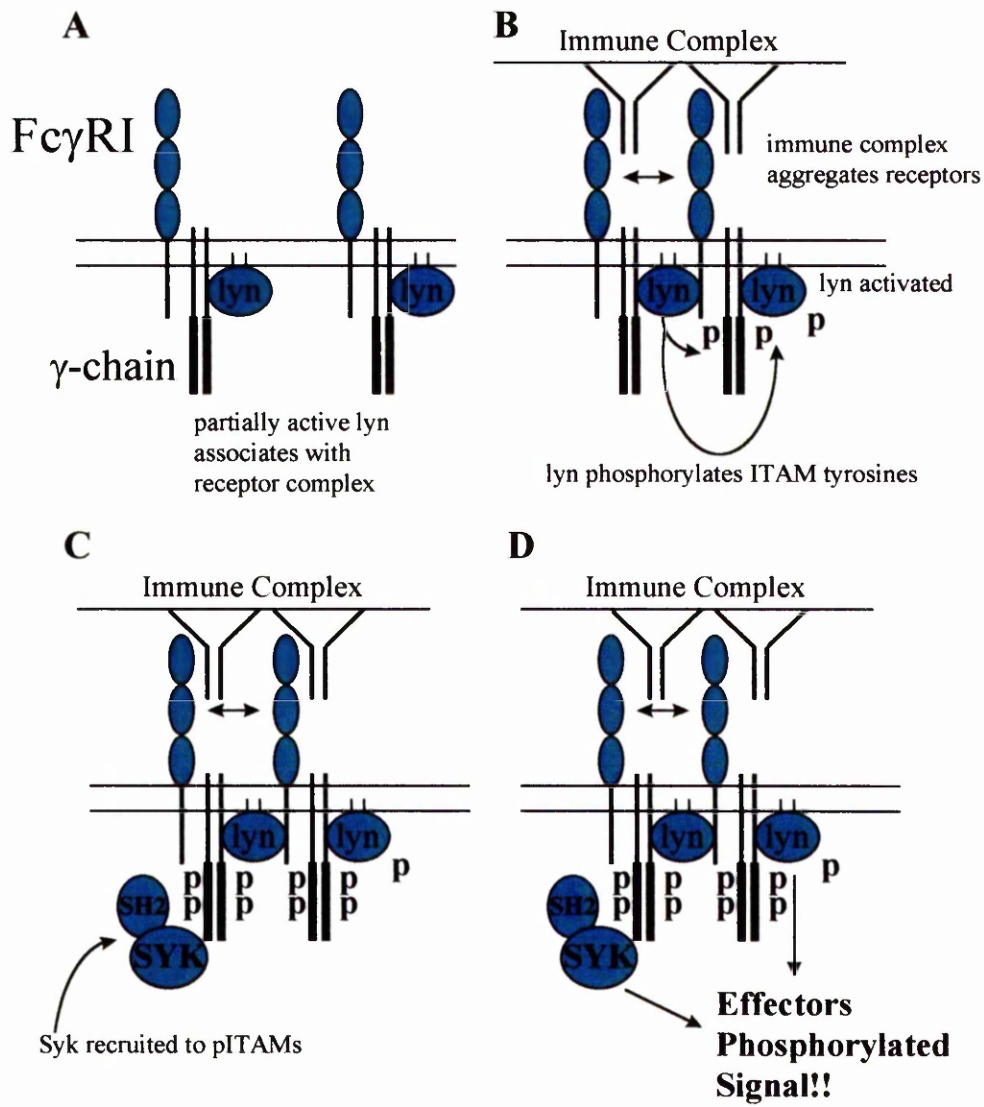 A
FcγRI
lyn
lyn
γ-chain
partially active lyn
associates with
receptor complex
B
Immune Complex
immune complex
aggregates receptors
lyn
lyn
lyn activated
p
p
p
lyn phosphorylates ITAM tyrosines
C
Immune Complex
lyn
lyn
p
p
p
p
p
p
p
p
p
SH2
SYK
Syk recruited to pITAMs
D
Immune Complex
lyn
lyn
p
p
p
p
p
p
p
p
p
SH2
SYK
Effectors
Phosphorylated
Signal!!